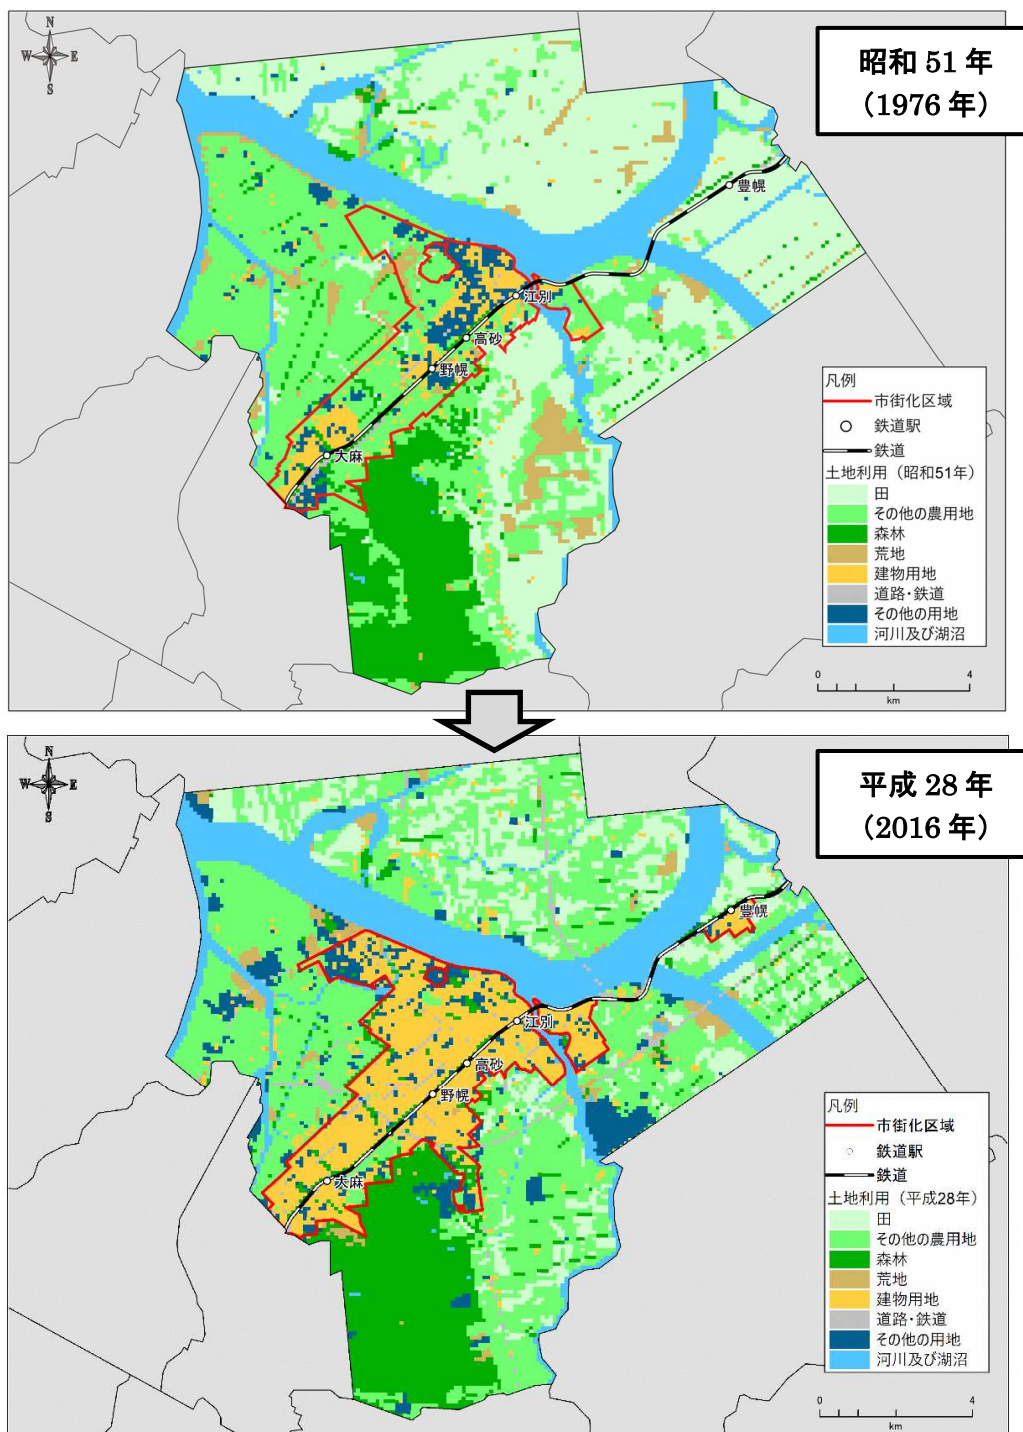 N
W E
S
昭和 51 年
（1976 年）
豊幌
江別
高砂
野幌
大麻
凡例
市街化区域
鉄道駅
鉄道
土地利用（昭和51年）
田
その他の農用地
森林
荒地
建物用地
道路・鉄道
その他の用地
河川及び湖沼
0 4
km
N
W E
S
平成 28 年
（2016 年）
豊幌
江別
高砂
野幌
大麻
凡例
市街化区域
鉄道駅
鉄道
土地利用（平成28年）
田
その他の農用地
森林
荒地
建物用地
道路・鉄道
その他の用地
河川及び湖沼
0 4
km